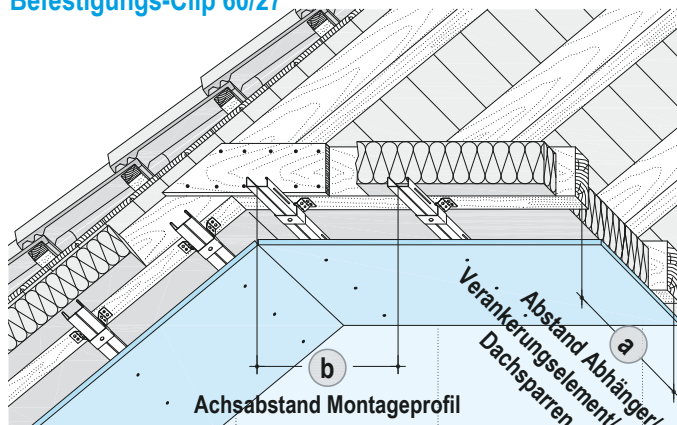 Befestigungs-Clip 60/27
b
Achsabstand Montageprofil
a
Abstand Abhänger/
Verankerungselement/
Dachsparren